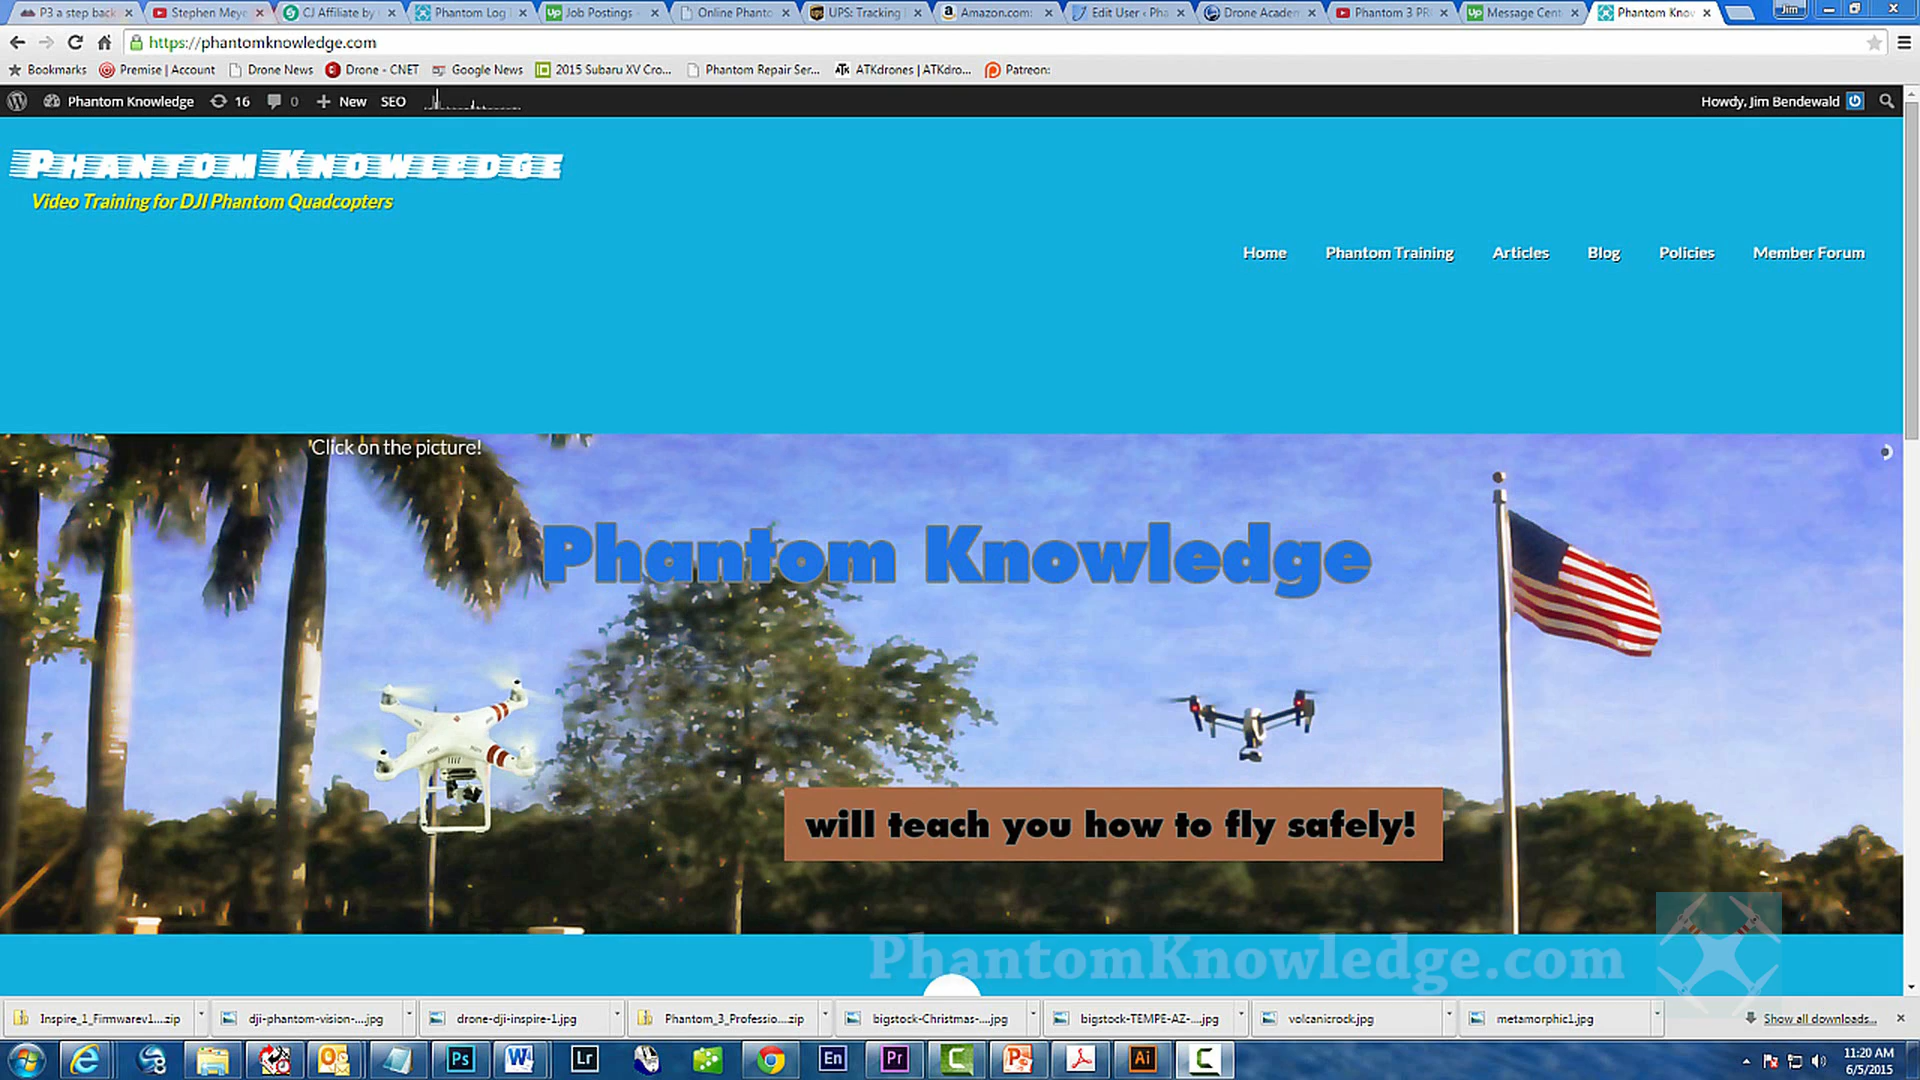 P3 a step back
Stephen Meye
CJ Affiliate by
Phantom Log
Job Postings -
Online Phanto
UPS: Tracking
Amazon.com:
Edit User ‹ Pha
Drone Acaden
Phantom 3 PR
Message Cent
Phantom Know
Jim
https://phantomknowledge.com
Bookmarks
Premise | Account
Drone News
Drone - CNET
Google News
2015 Subaru XV Cro...
Phantom Repair Ser...
ATKdrones | ATKdro...
Patreon:
Phantom Knowledge
16
0
New
SEO
Howdy, Jim Bendewald
Phantom Knowledge
Video Training for DJI Phantom Quadcopters
Home
Phantom Training
Articles
Blog
Policies
Member Forum
'Click on the picture!
Phantom Knowledge
will teach you how to fly safely!
PhantomKnowledge.com
Inspire_1_Firmwarev1....zip
dji-phantom-vision-....jpg
drone-dji-inspire-1.jpg
Phantom_3_Professio....zip
bigstock-Christmas-....jpg
bigstock-TEMPE-AZ-....jpg
volcanicrock.jpg
metamorphic1.jpg
Show all downloads...
Ps
W
Lr
En
Pr
C
P
Ai
C
11:20 AM
6/5/2015